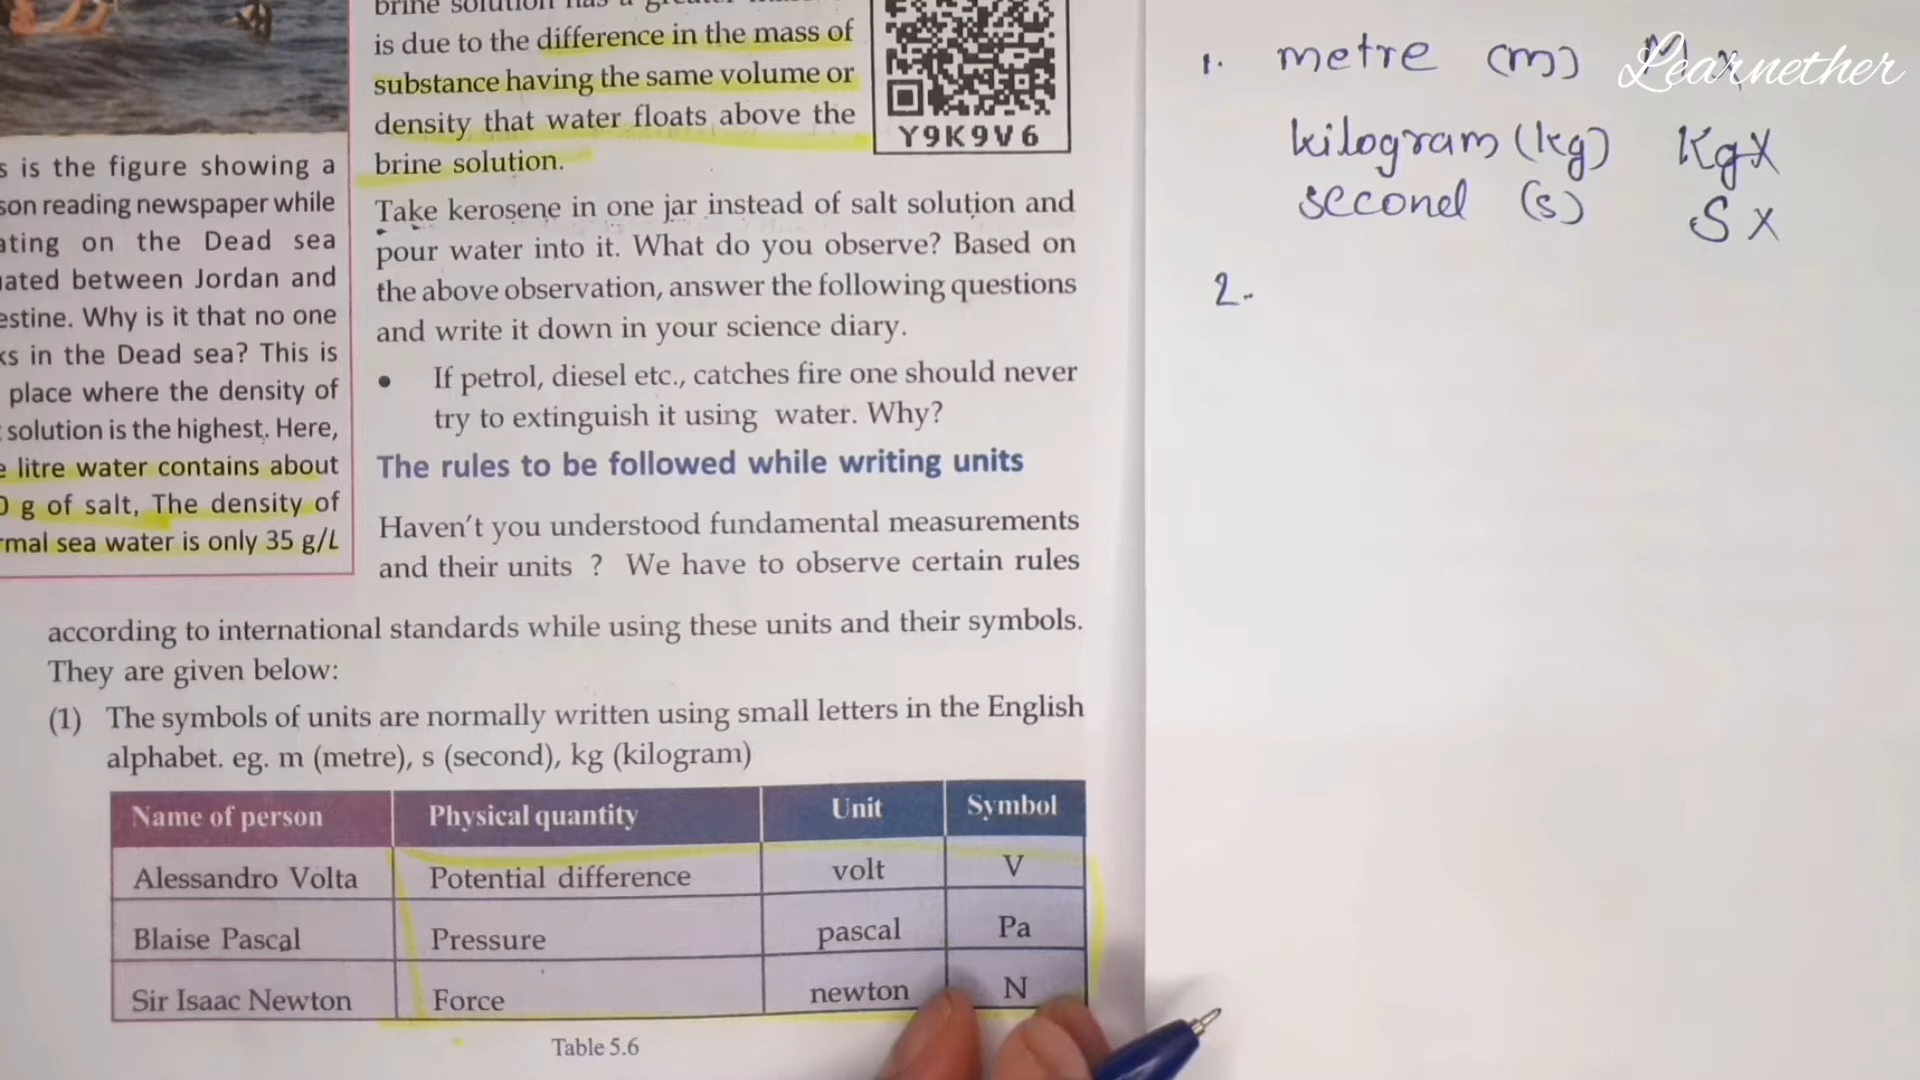 brine solution has a greater
is due to the difference in the mass of
substance having the same volume or
density that water floats above the
brine solution.
Y9K9V6
Take kerosene in one jar instead of salt solution and
pour water into it. What do you observe? Based on
the above observation, answer the following questions
and write it down in your science diary.
• If petrol, diesel etc., catches fire one should never
try to extinguish it using water. Why?
is the figure showing a
reading newspaper while
on the Dead sea
between Jordan and
Why is it that no one
in the Dead sea? This is
place where the density of
solution is the highest. Here,
litre water contains about
g of salt, The density of
sea water is only 35 g/L
The rules to be followed while writing units
Haven't you understood fundamental measurements
and their units ? We have to observe certain rules
according to international standards while using these units and their symbols.
They are given below:
(1) The symbols of units are normally written using small letters in the English
alphabet. eg. m (metre), s (second), kg (kilogram)
Name of person Physical quantity Unit Symbol
Alessandro Volta Potential difference volt V
Blaise Pascal Pressure pascal Pa
Sir Isaac Newton Force newton N
Table 5.6
1. metre (m) M x
Learnether
kilogram (kg) Kg x
second (s) S x
2.